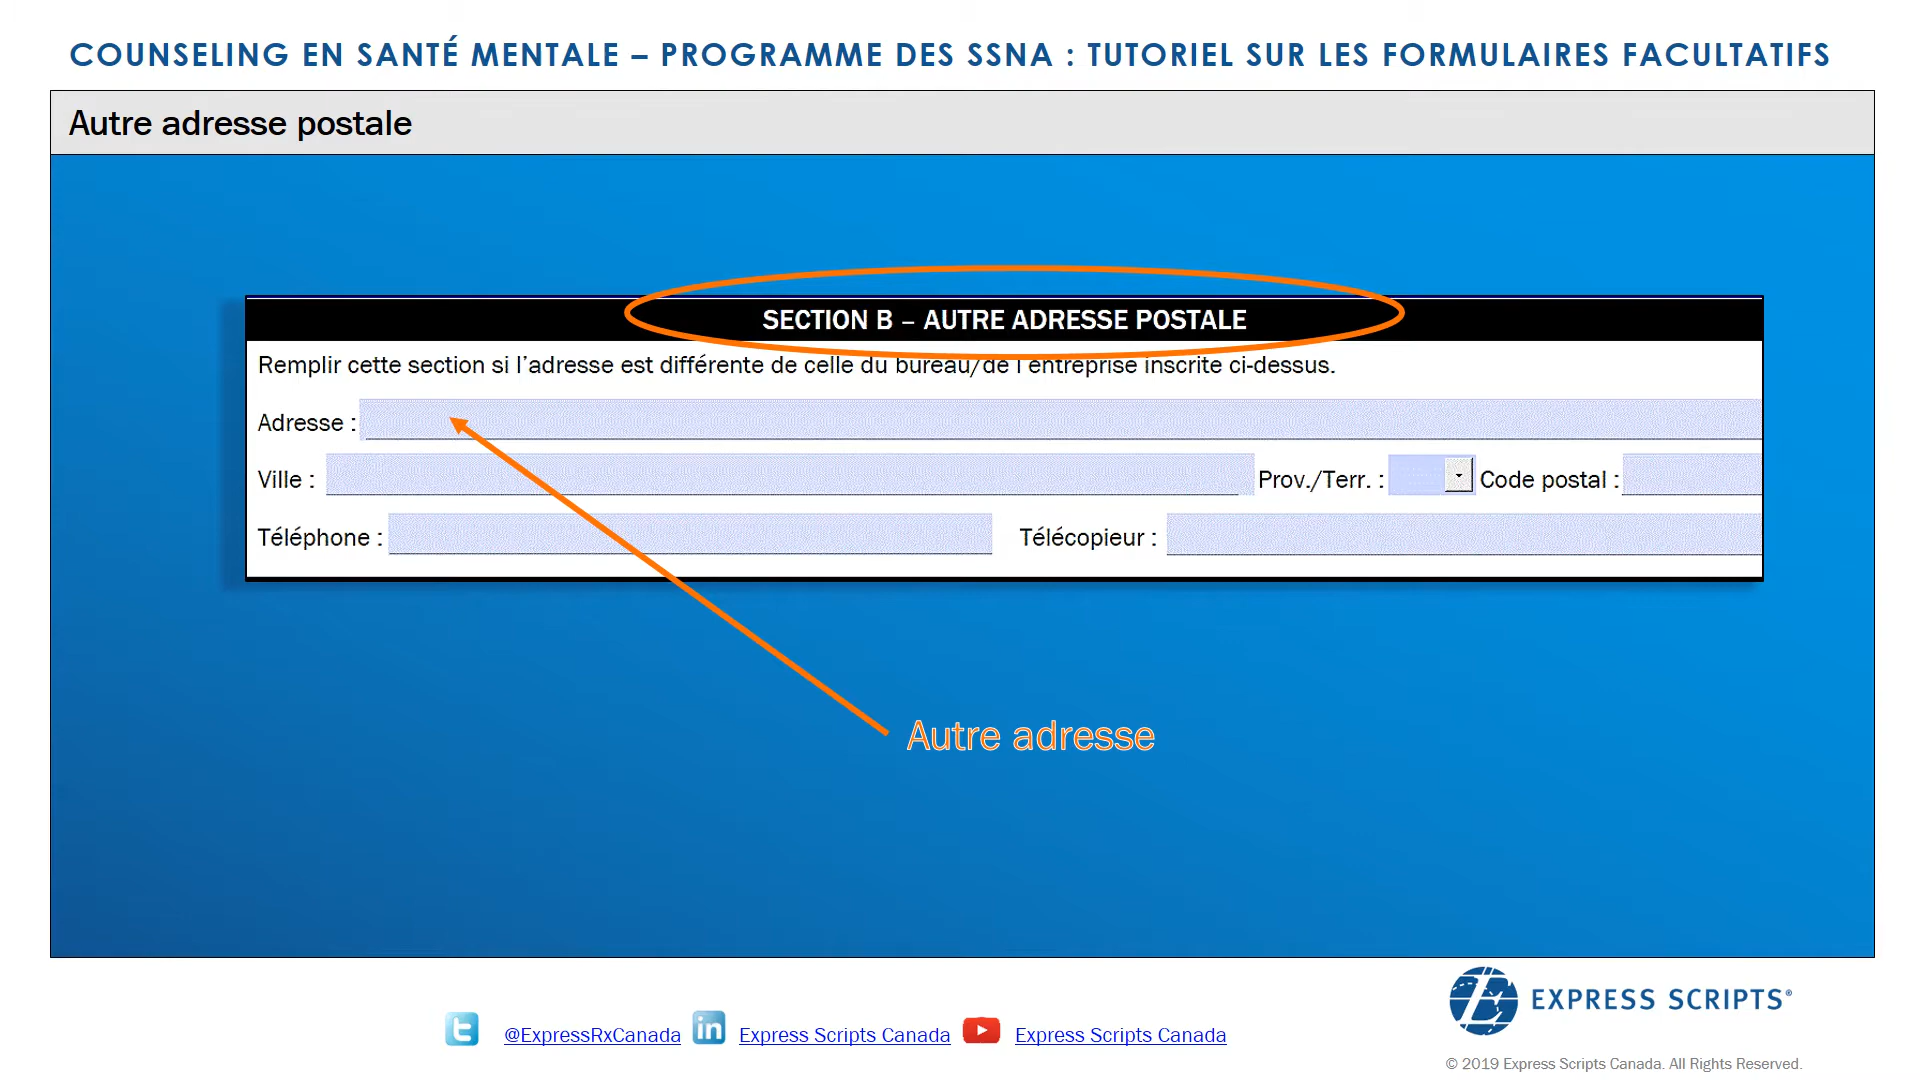 COUNSELING EN SANTÉ MENTALE – PROGRAMME DES SSNA : TUTORIEL SUR LES FORMULAIRES FACULTATIFS
Autre adresse postale
SECTION B – AUTRE ADRESSE POSTALE
Remplir cette section si l'adresse est différente de celle du bureau/de l'entreprise inscrite ci-dessus.
Adresse :
Ville : Prov./Terr. : Code postal :
Téléphone : Télécopieur :
Autre adresse
@ExpressRxCanada Express Scripts Canada Express Scripts Canada
EXPRESS SCRIPTS®
© 2019 Express Scripts Canada. All Rights Reserved.